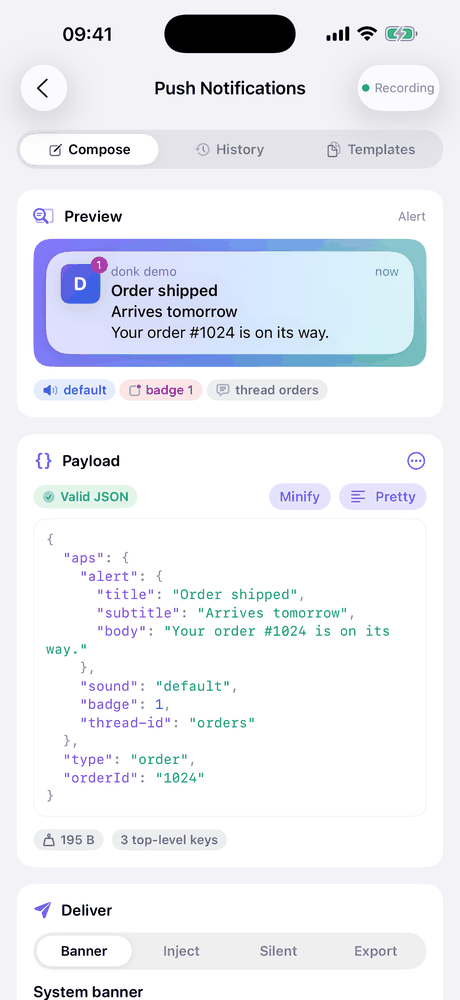 09:41
Push Notifications
Recording
Compose
History
Templates
Preview
Alert
D
1
donk demo
now
Order shipped
Arrives tomorrow
Your order #1024 is on its way.
default
badge 1
thread orders
{} Payload
Valid JSON
Minify
Pretty
{
"aps": {
"alert": {
"title": "Order shipped",
"subtitle": "Arrives tomorrow",
"body": "Your order #1024 is on its
way."
},
"sound": "default",
"badge": 1,
"thread-id": "orders"
},
"type": "order",
"orderId": "1024"
}
195 B
3 top-level keys
Deliver
Banner
Inject
Silent
Export
System banner